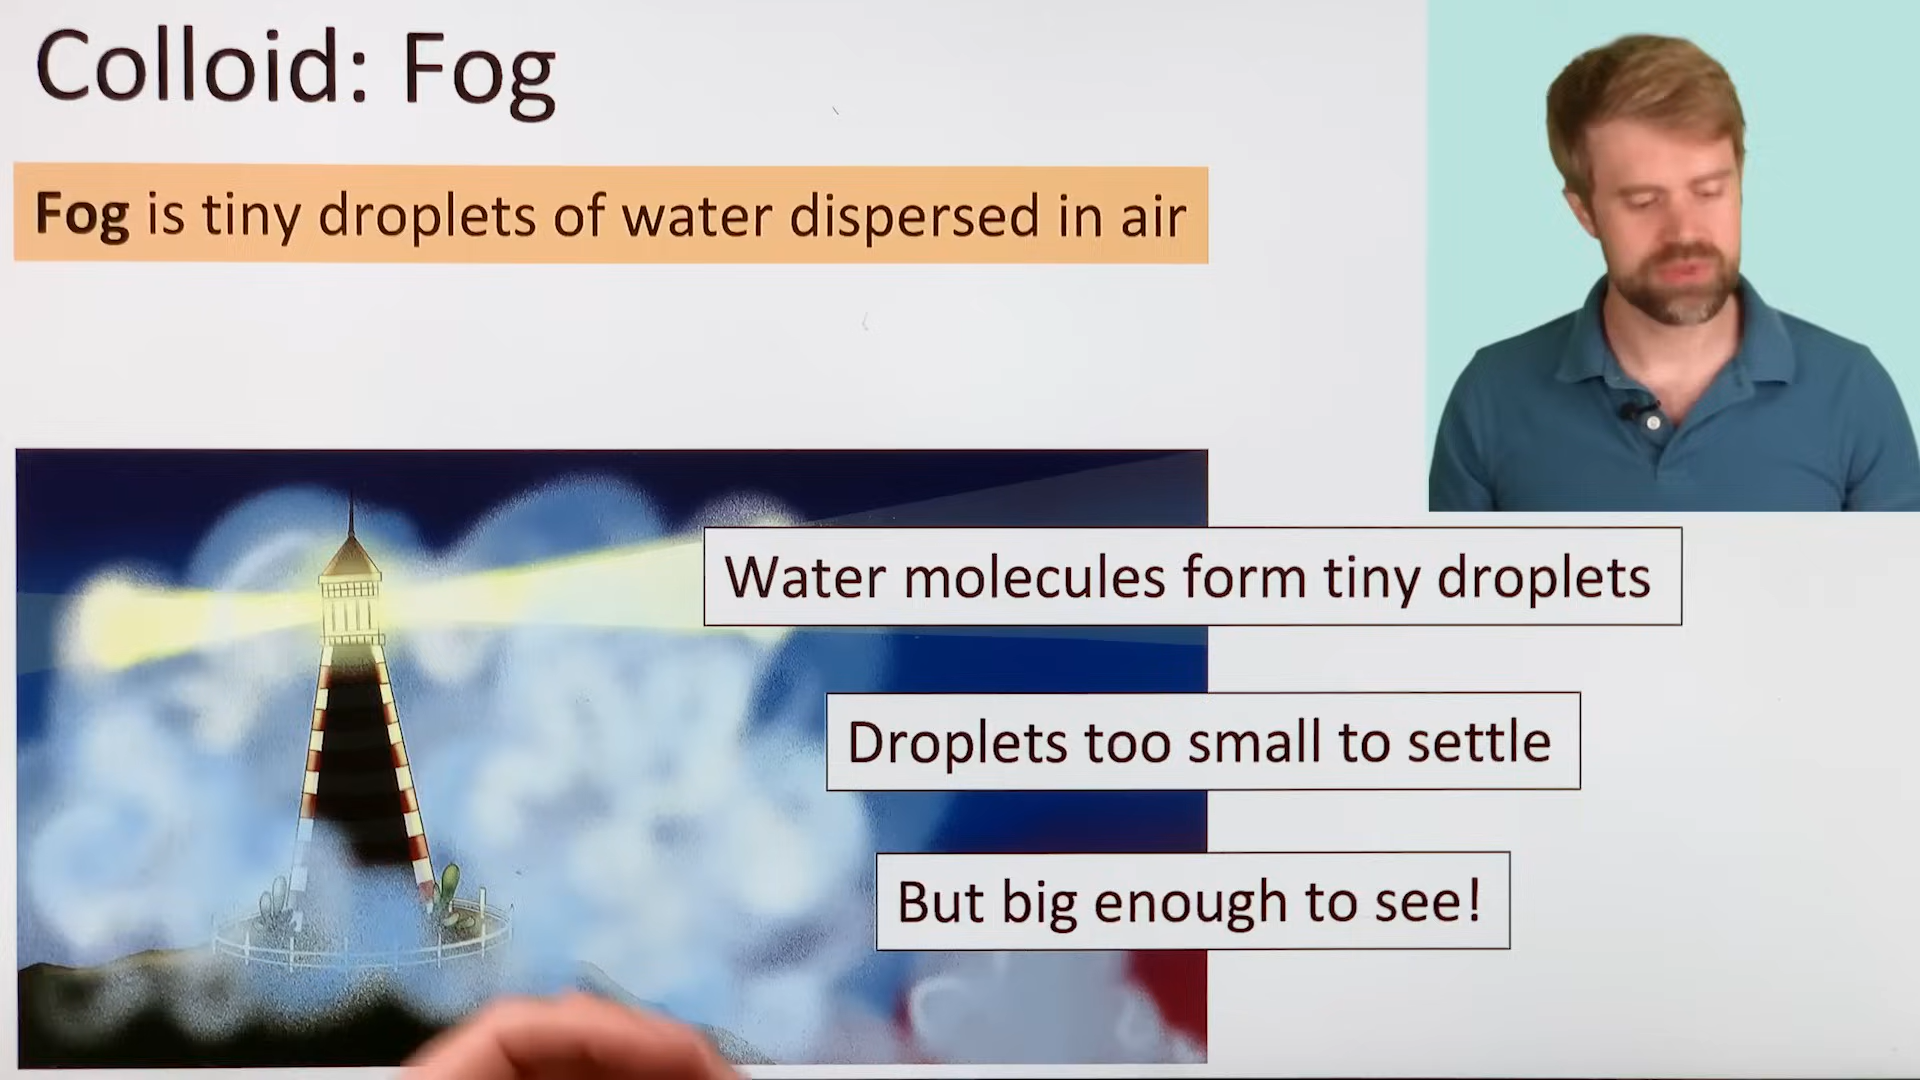 Colloid: Fog
Fog is tiny droplets of water dispersed in air
Water molecules form tiny droplets
Droplets too small to settle
But big enough to see!